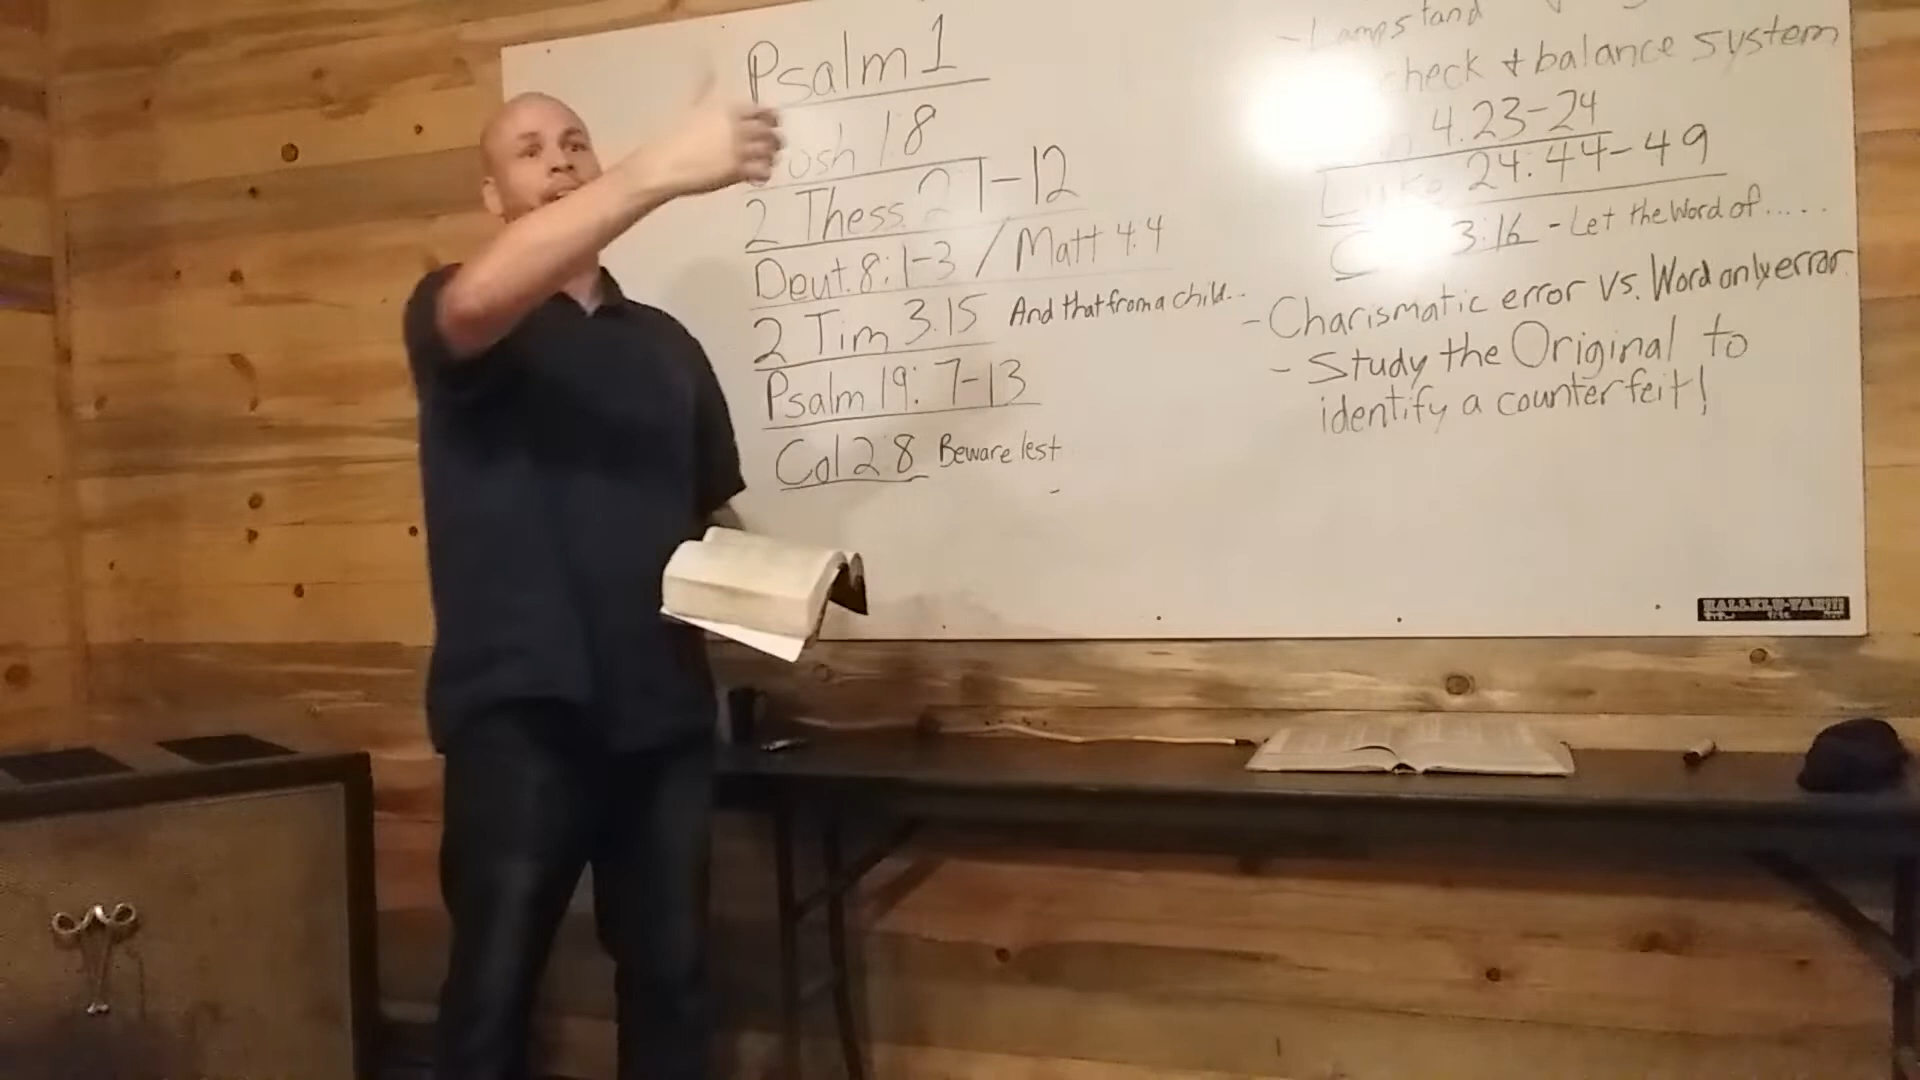 Psalm 1
osh 1:8
2 Thess. 2 7-12
Deut. 8:1-3 / Matt 4:4
2 Tim 3:15 And that from a child...
Psalm 19: 7-13
Col 2:8 Beware lest
- Lampstand
heck & balance system
4:23-24
24:44-49
3:16 - Let the Word of.....
- Charismatic error vs. Word only error
- Study the Original to
identify a counterfeit!